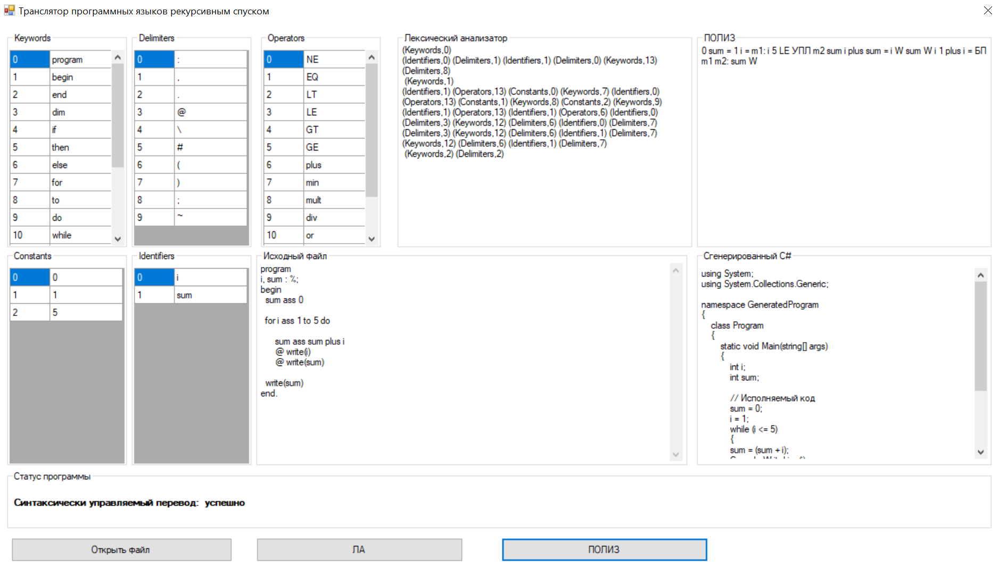 Транслятор программных языков рекурсивным спуском
Keywords
0 program
1 begin
2 end
3 dim
4 if
5 then
6 else
7 for
8 to
9 do
10 while
Delimiters
0 :
1 ,
2 .
3 @
4 \
5 #
6 (
7 )
8 ;
9 ~
Operators
0 NE
1 EQ
2 LT
3 LE
4 GT
5 GE
6 plus
7 min
8 mult
9 div
10 or
Лексический анализатор
(Keywords,0)
(Identifiers,0) (Delimiters,1) (Identifiers,1) (Delimiters,0) (Keywords,13)
(Delimiters,8)
(Keywords,1)
(Identifiers,1) (Operators,13) (Constants,0) (Keywords,7) (Identifiers,0)
(Operators,13) (Constants,1) (Keywords,8) (Constants,2) (Keywords,9)
(Identifiers,1) (Operators,13) (Identifiers,1) (Operators,6) (Identifiers,0)
(Delimiters,3) (Keywords,12) (Delimiters,6) (Identifiers,0) (Delimiters,7)
(Delimiters,3) (Keywords,12) (Delimiters,6) (Identifiers,1) (Delimiters,7)
(Keywords,12) (Delimiters,6) (Identifiers,1) (Delimiters,7)
(Keywords,2) (Delimiters,2)
ПОЛИЗ
0 sum = 1 i = m1: i 5 LE УПЛ m2 sum i plus sum = i W sum W i 1 plus i = БП
m1 m2: sum W
Constants
0 0
1 1
2 5
Identifiers
0 i
1 sum
Исходный файл
program
i, sum : %;
begin
sum ass 0
for i ass 1 to 5 do
sum ass sum plus i
@ write(i)
@ write(sum)
write(sum)
end.
Сгенерированный C#
using System;
using System.Collections.Generic;
namespace GeneratedProgram
{
class Program
{
static void Main(string[] args)
{
int i;
int sum;
// Исполняемый код
sum = 0;
i = 1;
while (i <= 5)
{
sum = (sum + i);
Статус программы
Синтаксически управляемый перевод: успешно
Открыть файл
ЛА
ПОЛИЗ